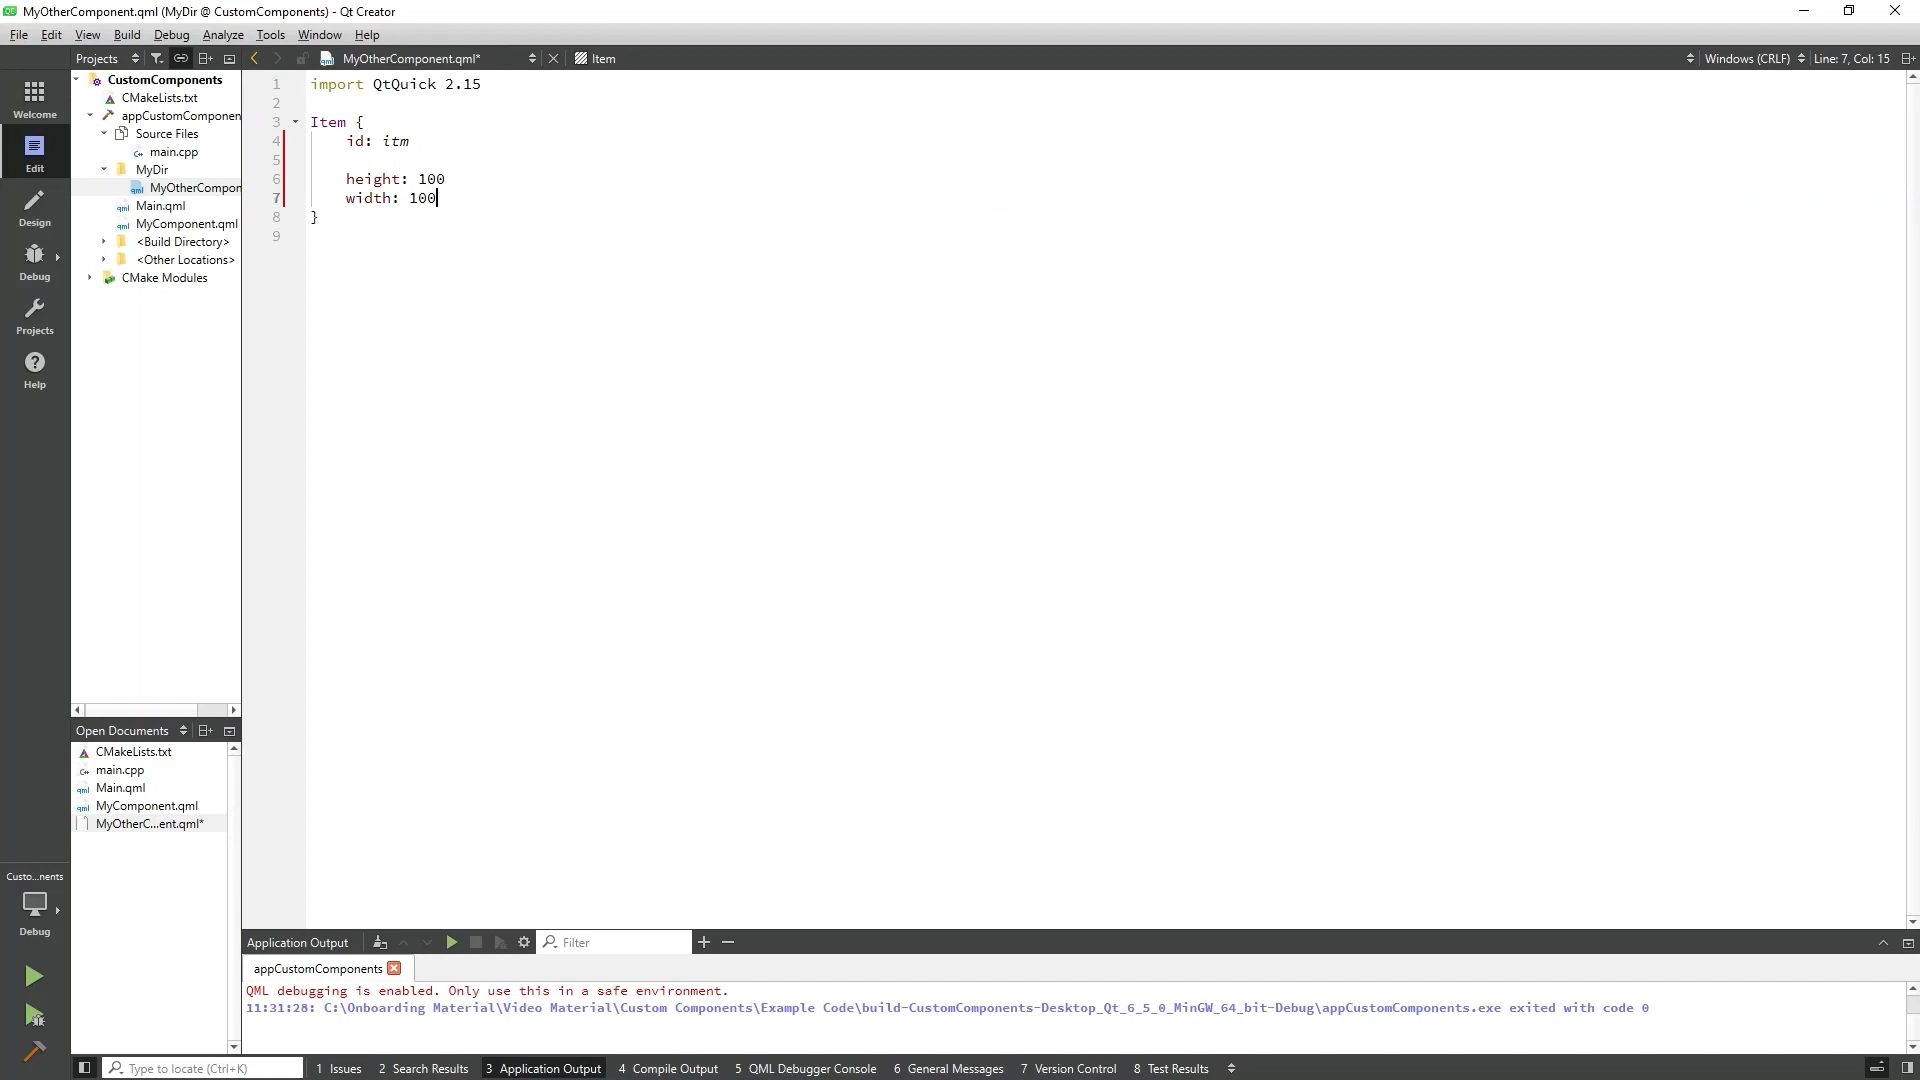 MyOtherComponent.qml (MyDir @ CustomComponents) - Qt Creator
File Edit View Build Debug Analyze Tools Window Help
Projects MyOtherComponent.qml* Item Windows (CRLF) Line: 7, Col: 15
Welcome
Edit
Design
Debug
Projects
Help
CustomComponents
CMakeLists.txt
appCustomComponen
Source Files
main.cpp
MyDir
MyOtherCompon
Main.qml
MyComponent.qml
<Build Directory>
<Other Locations>
CMake Modules
1 import QtQuick 2.15
2
3 Item {
4 id: itm
5
6 height: 100
7 width: 100
8 }
9
Open Documents
CMakeLists.txt
main.cpp
Main.qml
MyComponent.qml
MyOtherC...ent.qml*
Custo...nents
Debug
Application Output Filter
appCustomComponents
QML debugging is enabled. Only use this in a safe environment.
11:31:28: C:\Onboarding Material\Video Material\Custom Components\Example Code\build-CustomComponents-Desktop_Qt_6_5_0_MinGW_64_bit-Debug\appCustomComponents.exe exited with code 0
Type to locate (Ctrl+K) 1 Issues 2 Search Results 3 Application Output 4 Compile Output 5 QML Debugger Console 6 General Messages 7 Version Control 8 Test Results